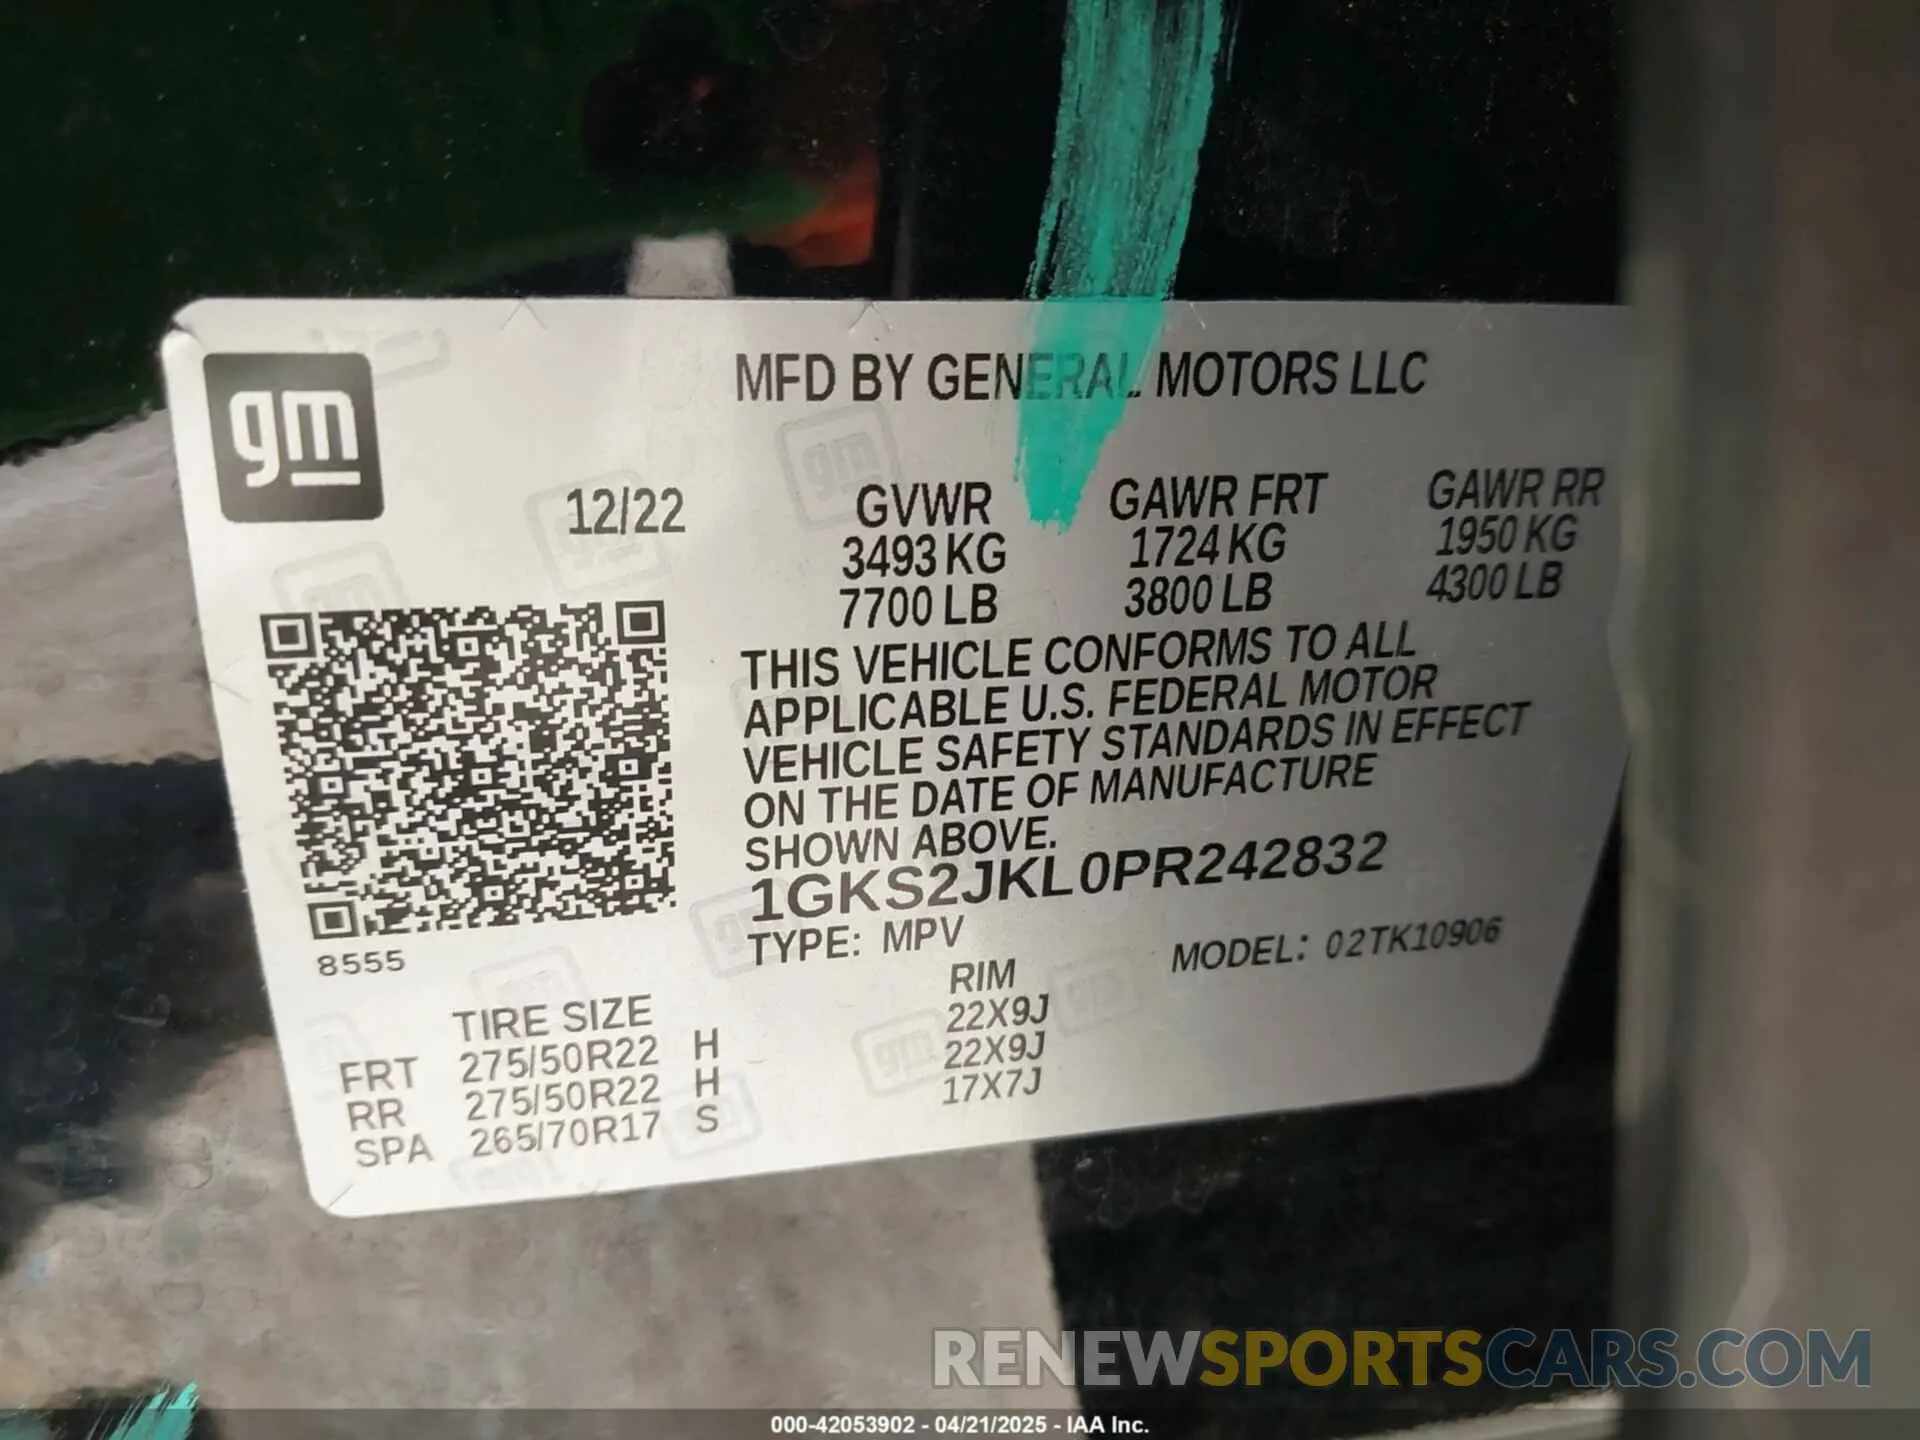 gm
MFD BY GENERAL MOTORS LLC
12/22
GVWR GAWR FRT GAWR RR
3493 KG 1724 KG 1950 KG
7700 LB 3800 LB 4300 LB
THIS VEHICLE CONFORMS TO ALL
APPLICABLE U.S. FEDERAL MOTOR
VEHICLE SAFETY STANDARDS IN EFFECT
ON THE DATE OF MANUFACTURE
SHOWN ABOVE.
1GKS2JKL0PR242832
TYPE: MPV MODEL: 02TK10906
8555
TIRE SIZE RIM
FRT 275/50R22 H 22X9J
RR 275/50R22 H 22X9J
SPA 265/70R17 S 17X7J
RENEWSPORTSCARS.COM
000-42053902 - 04/21/2025 - IAA Inc.